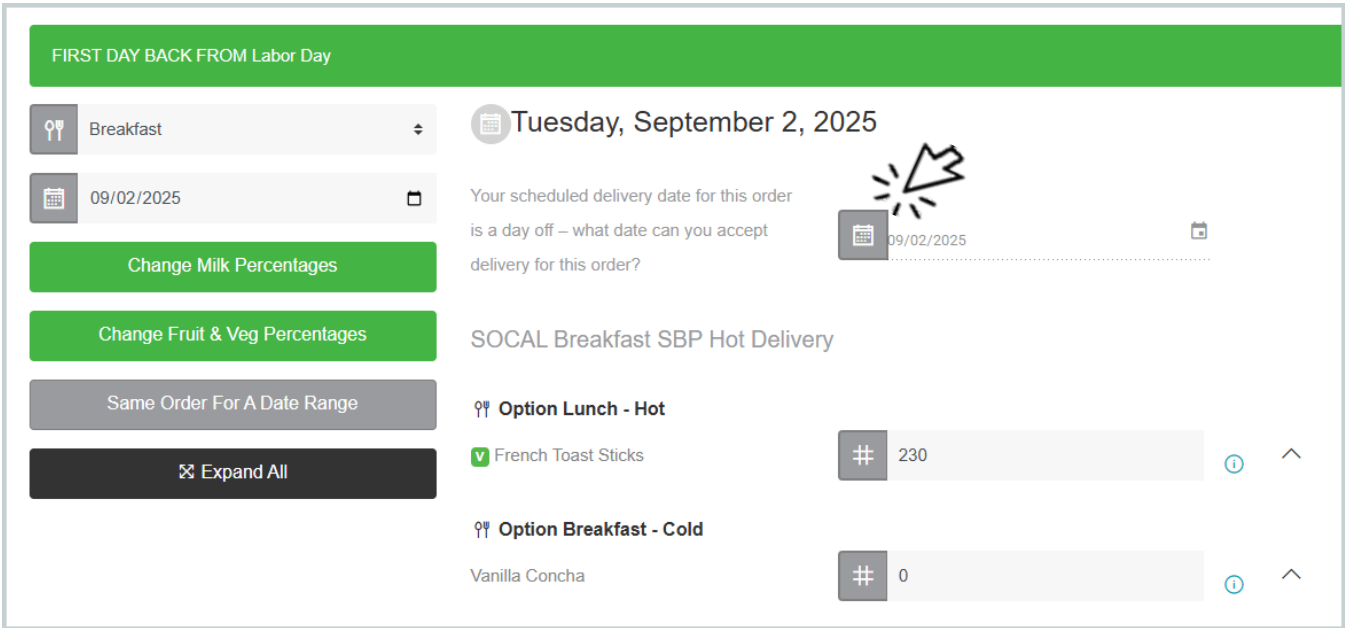 FIRST DAY BACK FROM Labor Day
Breakfast
09/02/2025
Change Milk Percentages
Change Fruit & Veg Percentages
Same Order For A Date Range
Expand All
Tuesday, September 2, 2025
Your scheduled delivery date for this order
is a day off – what date can you accept
delivery for this order?
09/02/2025
SOCAL Breakfast SBP Hot Delivery
Option Lunch - Hot
V French Toast Sticks
# 230
Option Breakfast - Cold
Vanilla Concha
# 0